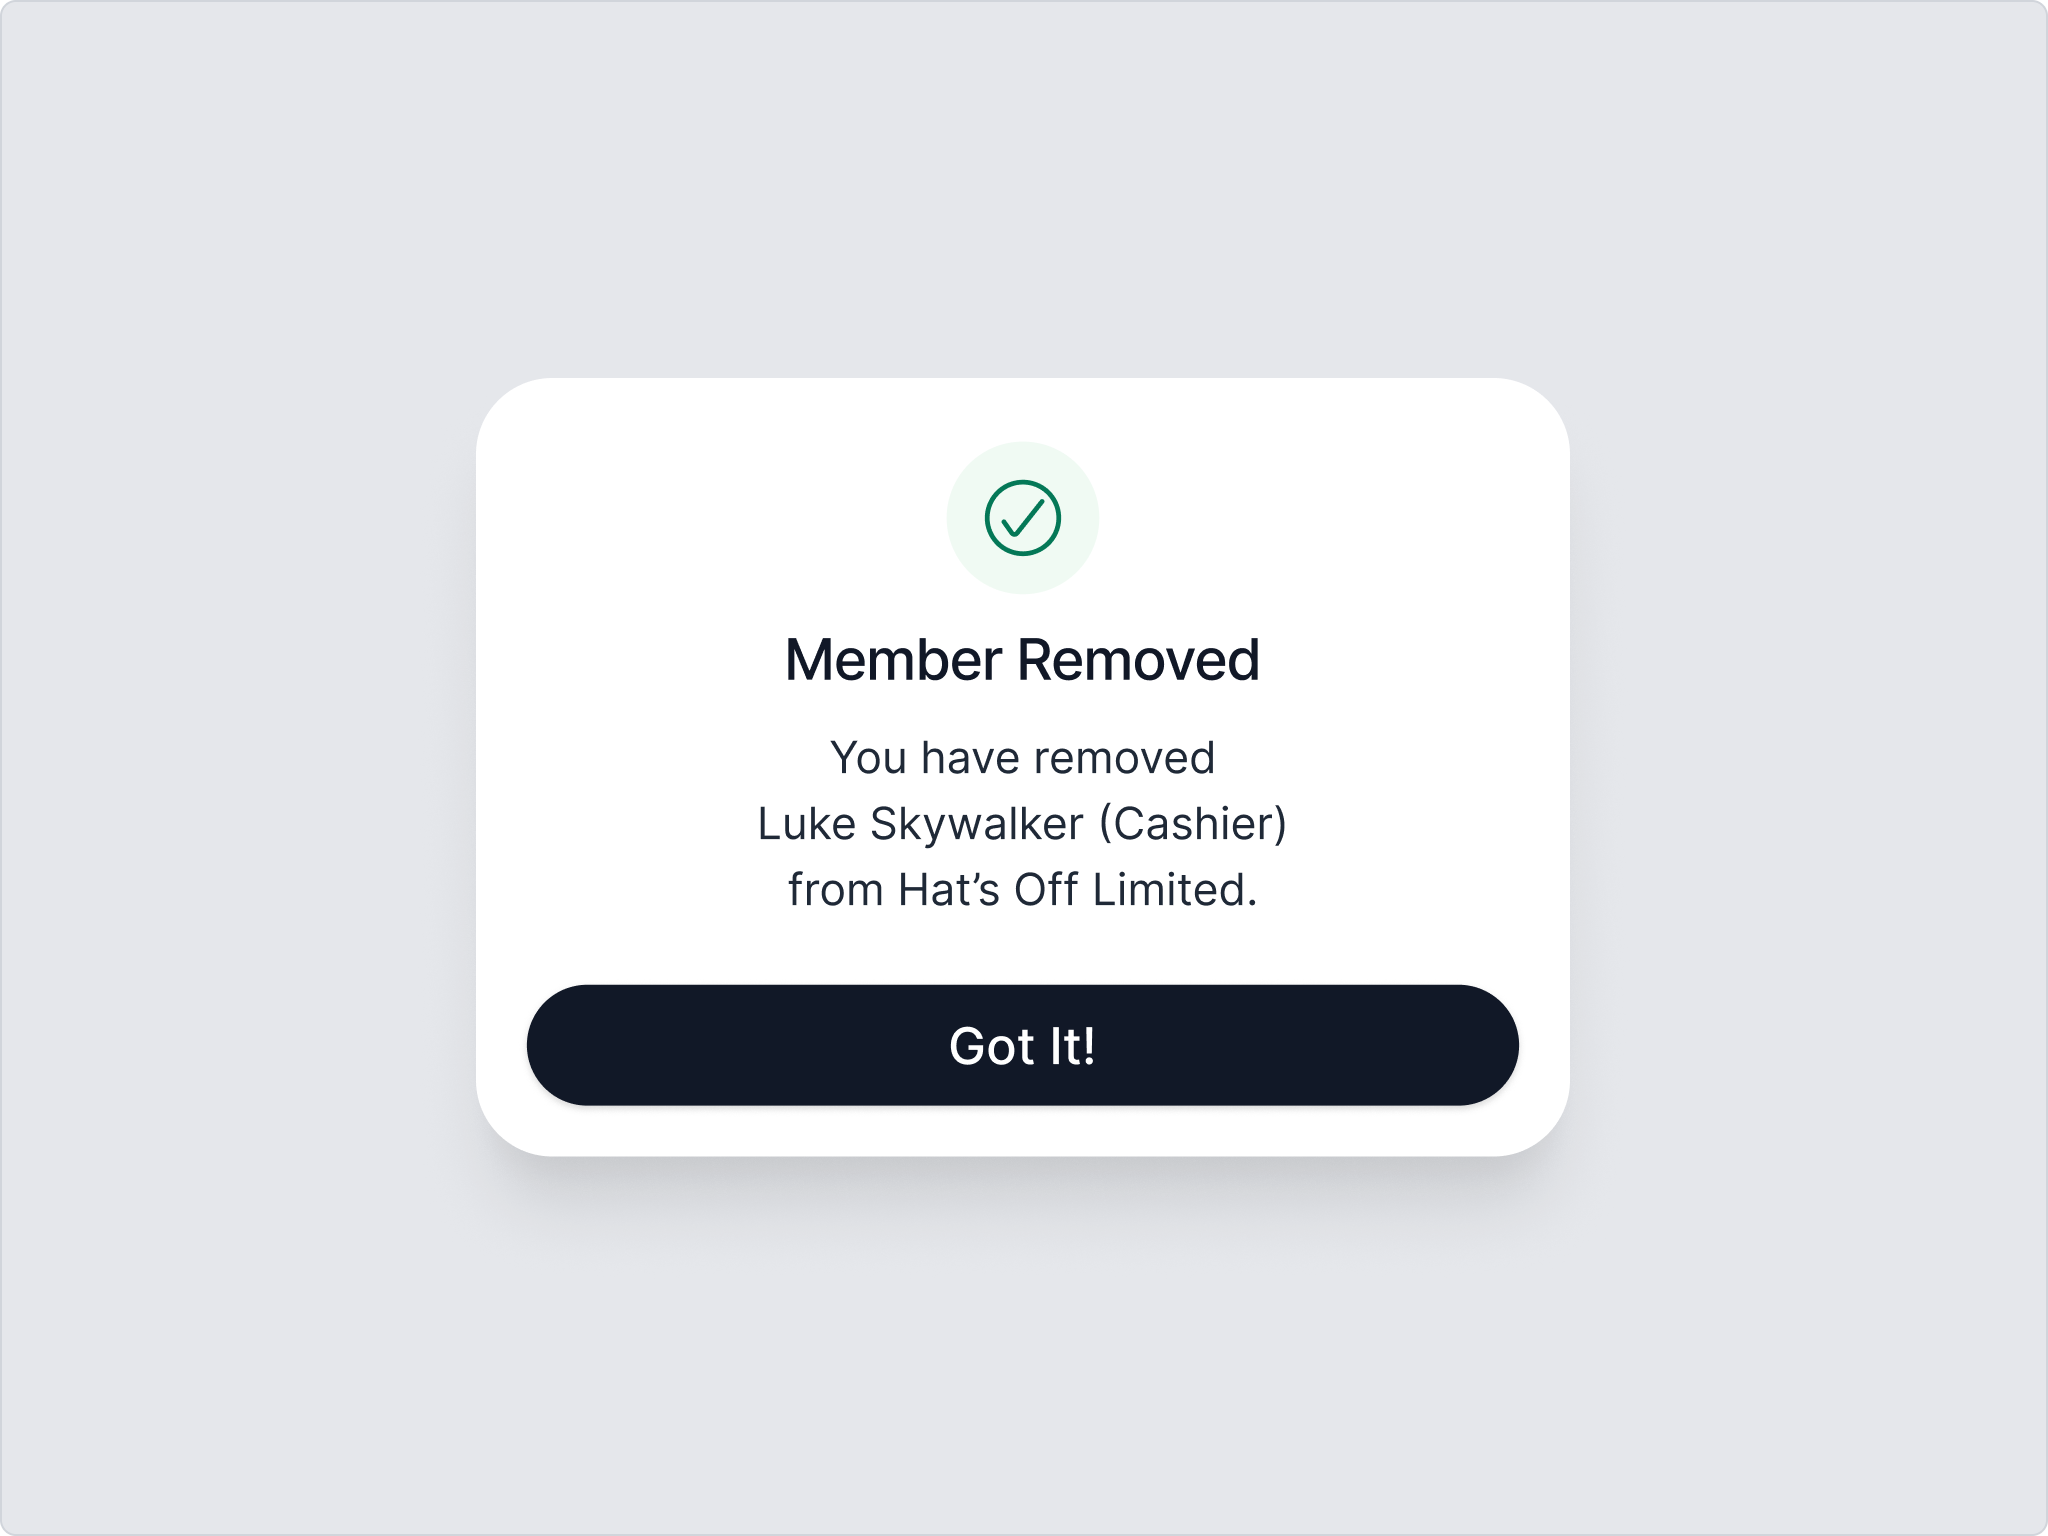 Member Removed
You have removed
Luke Skywalker (Cashier)
from Hat’s Off Limited.
Got It!